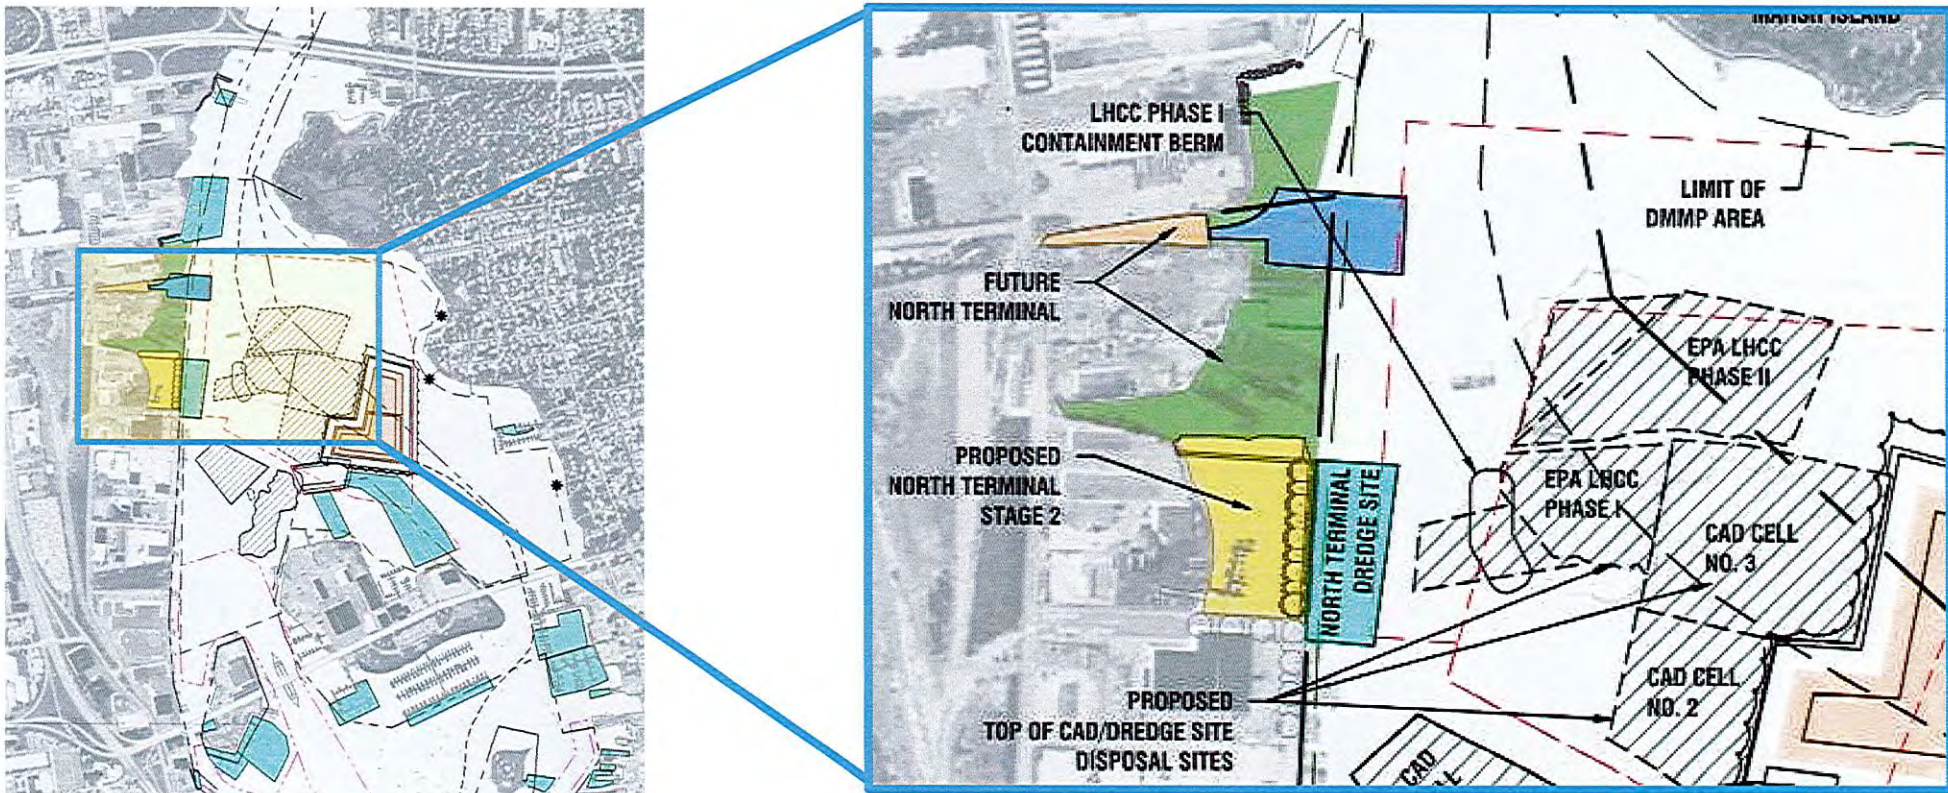 MARSH ISLAND
LHCC PHASE I
CONTAINMENT BERM
LIMIT OF
DMMP AREA
FUTURE
NORTH TERMINAL
EPA LHCC
PHASE II
PROPOSED
NORTH TERMINAL
STAGE 2
NORTH TERMINAL
DREDGE SITE
EPA LHCC
PHASE I
CAD CELL
NO. 3
CAD CELL
NO. 2
PROPOSED
TOP OF CAD/DREDGE SITE
DISPOSAL SITES
CAD